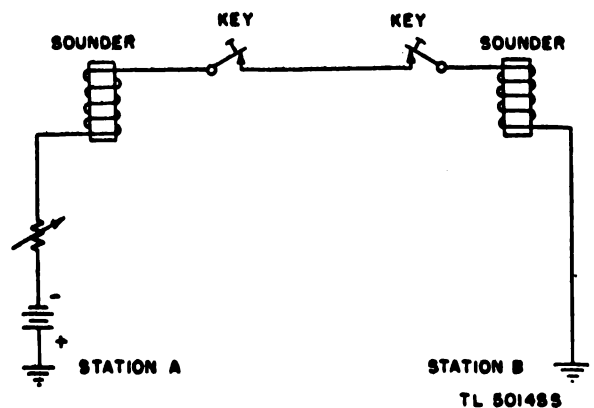 KEY
KEY
SOUNDER
SOUNDER
-
+
STATION A
STATION B
TL 50148S